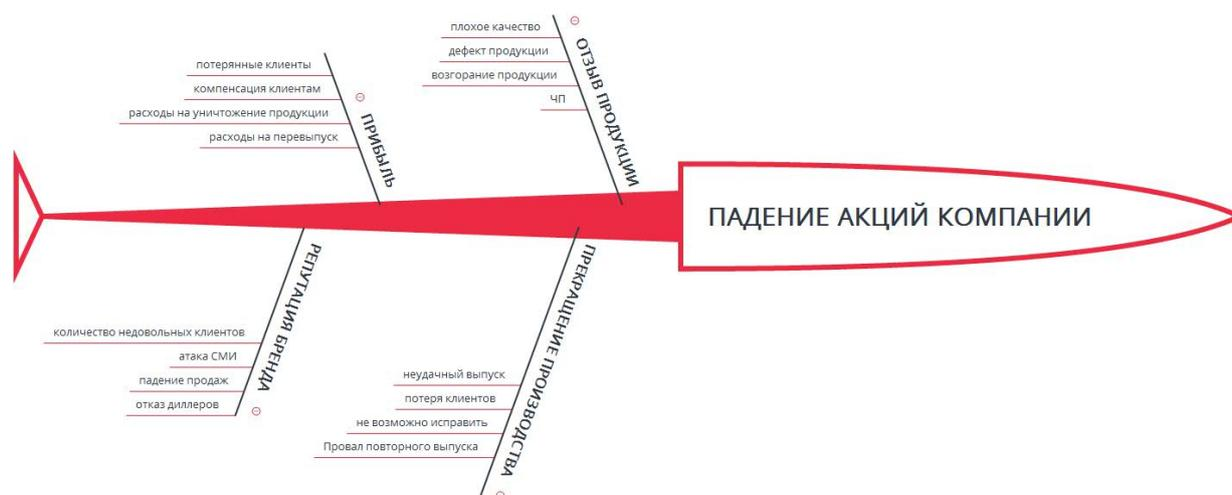 плохое качество
дефект продукции
возгорание продукции
ЧП
ОТЗЫВ ПРОДУКЦИИ
потерянные клиенты
компенсация клиентам
расходы на уничтожение продукции
расходы на перевыпуск
ПРИБЫЛЬ
ПАДЕНИЕ АКЦИЙ КОМПАНИИ
РЕПУТАЦИЯ БРЕНДА
количество недовольных клиентов
атака СМИ
падение продаж
отказ диллеров
ПРЕКРАЩЕНИЕ ПРОИЗВОДСТВА
неудачный выпуск
потеря клиентов
не возможно исправить
Провал повторного выпуска